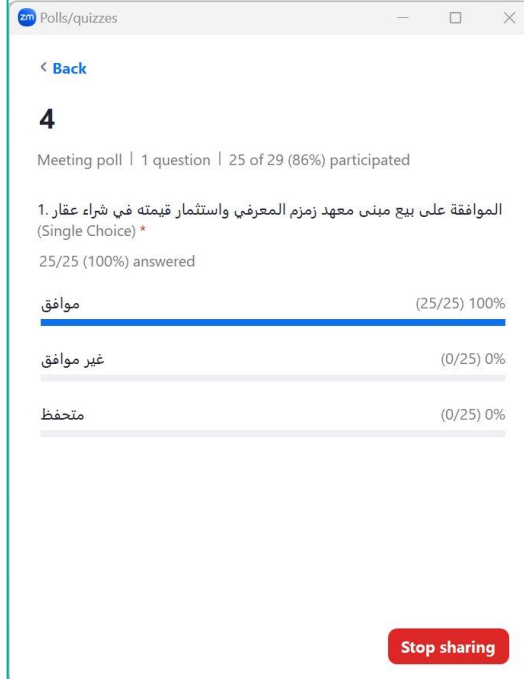 zm Polls/quizzes
< Back
4
Meeting poll | 1 question | 25 of 29 (86%) participated
1. الموافقة على بيع مبنى معهد زمزم المعرفي واستثمار قيمته في شراء عقار
(Single Choice) *
25/25 (100%) answered
موافق (25/25) 100%
غير موافق (0/25) 0%
متحفظ (0/25) 0%
Stop sharing